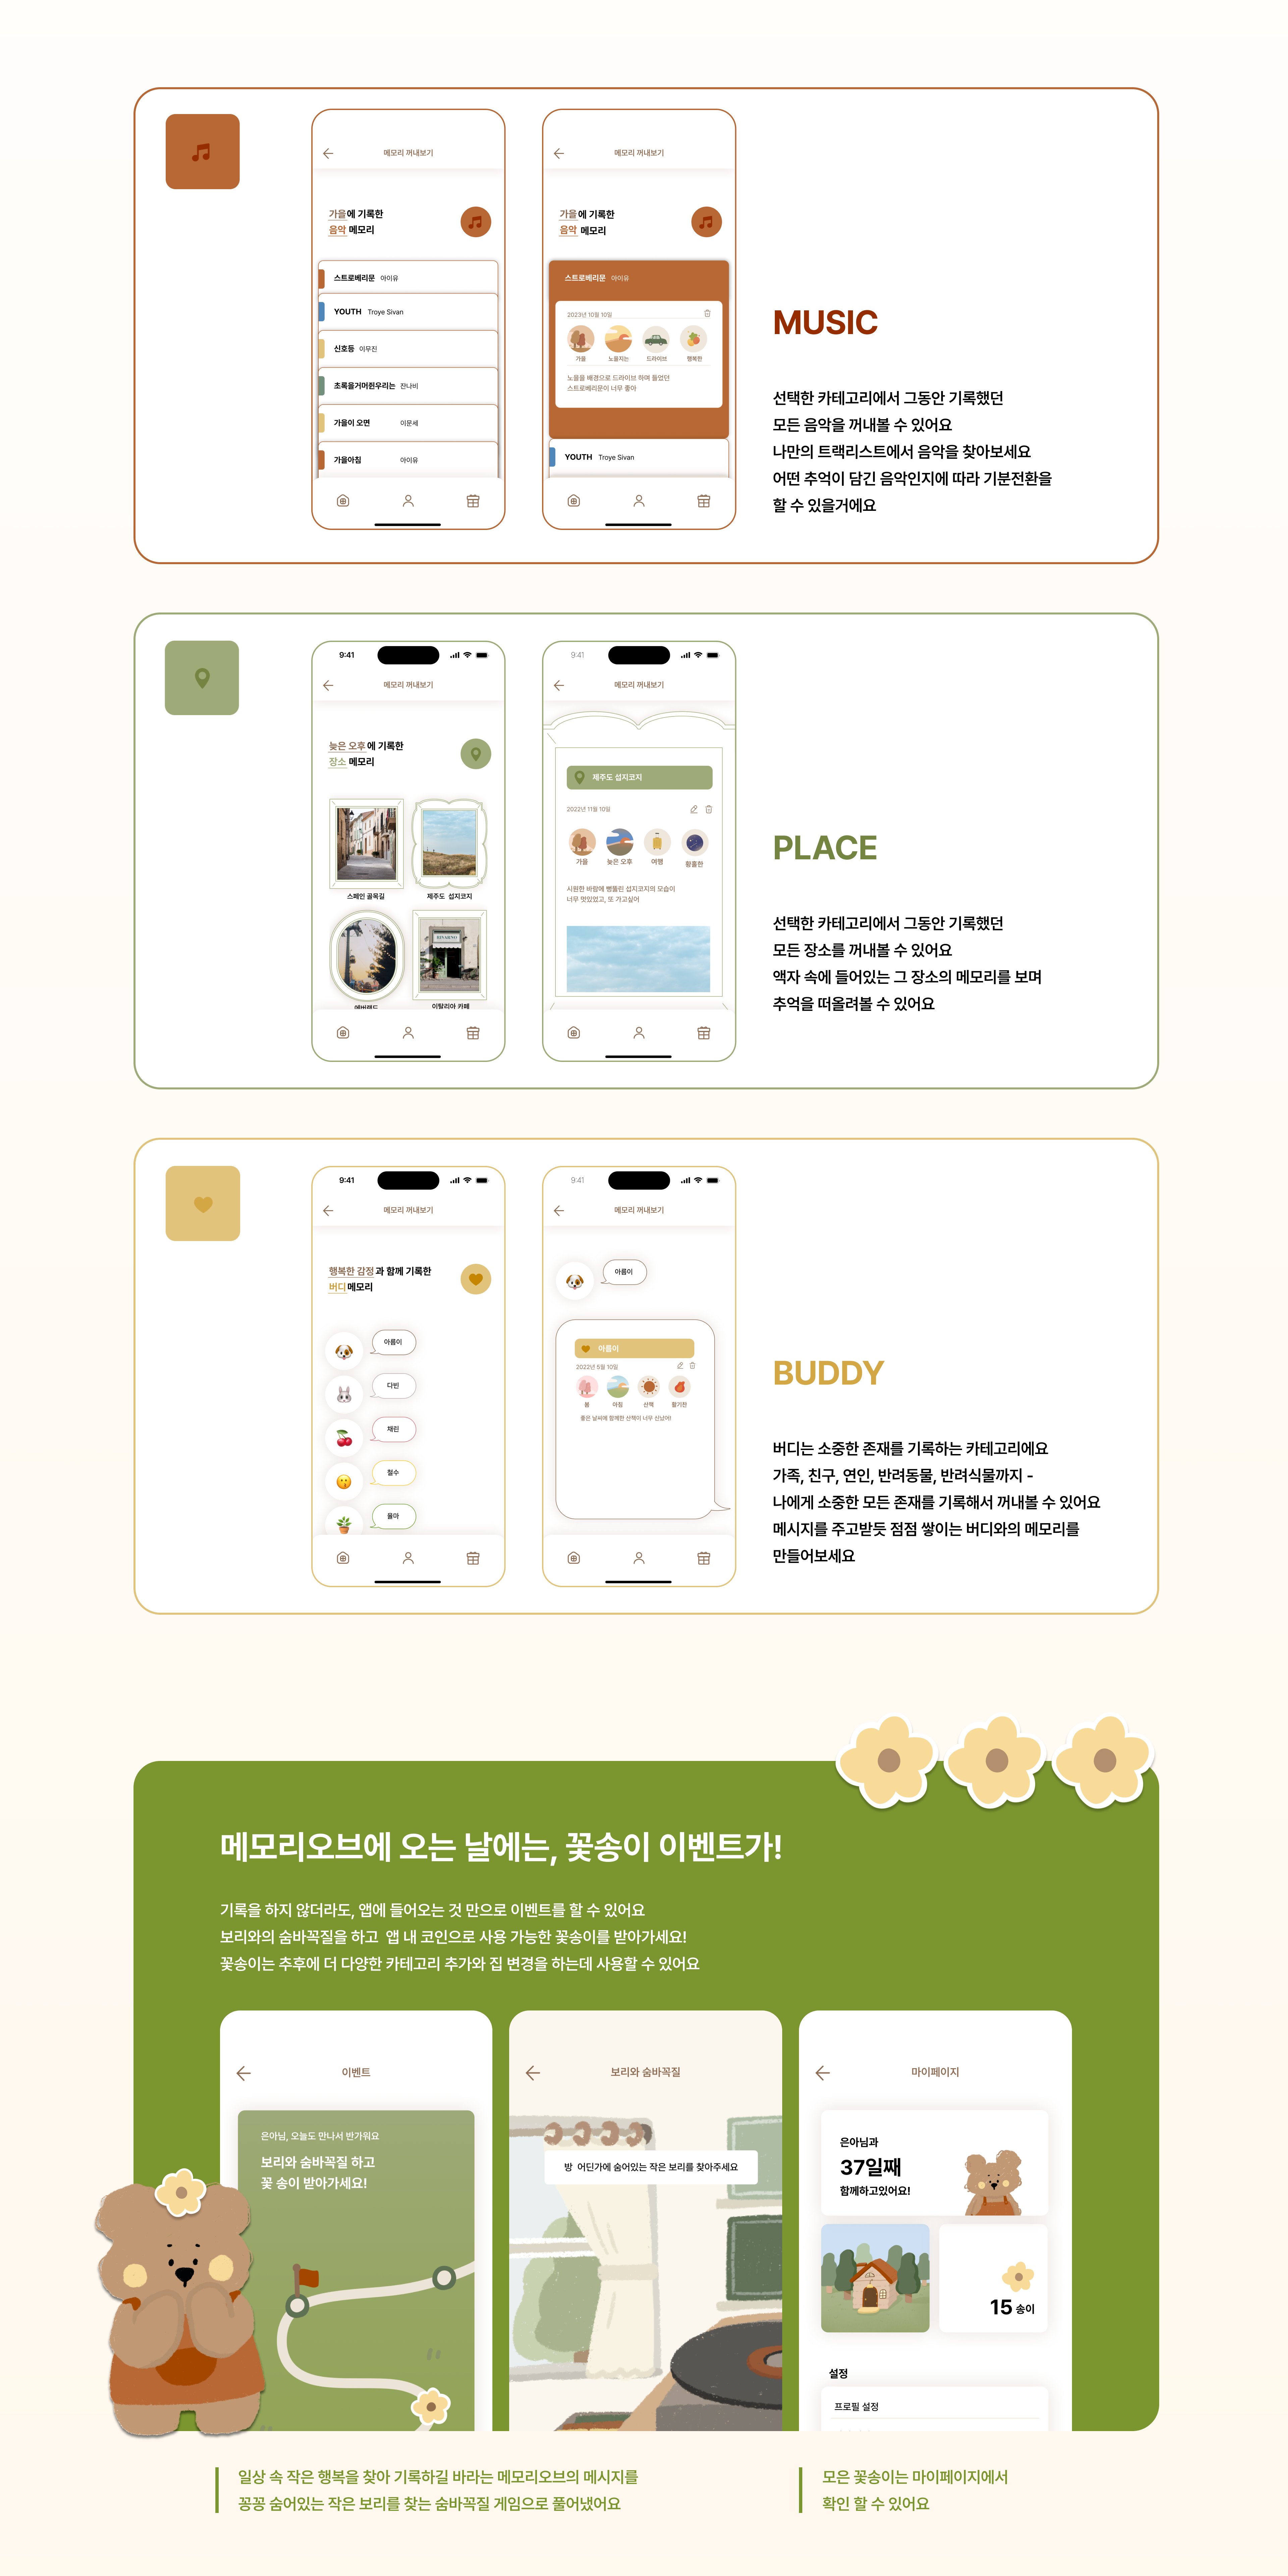 메모리 꺼내보기
가을에 기록한
음악 메모리
스트로베리문 아이유
YOUTH Troye Sivan
신호등 이무진
초록을거머쥔우리는 잔나비
가을이 오면 이문세
가을아침 아이유
메모리 꺼내보기
가을에 기록한
음악 메모리
스트로베리문 아이유
2023년 10월 10일
가을 노을지는 드라이브 행복한
노을을 배경으로 드라이브 하며 들었던
스트로베리문이 너무 좋아
YOUTH Troye Sivan
MUSIC
선택한 카테고리에서 그동안 기록했던
모든 음악을 꺼내볼 수 있어요
나만의 트랙리스트에서 음악을 찾아보세요
어떤 추억이 담긴 음악인지에 따라 기분전환을
할 수 있을거에요
9:41
메모리 꺼내보기
늦은 오후에 기록한
장소 메모리
스페인 골목길 제주도 섭지코지
에버랜드 이탈리아 카페
9:41
메모리 꺼내보기
제주도 섭지코지
2022년 11월 10일
가을 늦은 오후 여행 황홀한
시원한 바람에 뻥뚫린 섭지코지의 모습이
너무 멋있었고, 또 가고싶어
PLACE
선택한 카테고리에서 그동안 기록했던
모든 장소를 꺼내볼 수 있어요
액자 속에 들어있는 그 장소의 메모리를 보며
추억을 떠올려볼 수 있어요
9:41
메모리 꺼내보기
행복한 감정과 함께 기록한
버디메모리
아름이
다빈
채린
철수
율마
9:41
메모리 꺼내보기
아름이
아름이
2022년 5월 10일
봄 아침 산책 활기찬
좋은 날씨에 함께한 산책이 너무 신났어!
BUDDY
버디는 소중한 존재를 기록하는 카테고리에요
가족, 친구, 연인, 반려동물, 반려식물까지 -
나에게 소중한 모든 존재를 기록해서 꺼내볼 수 있어요
메시지를 주고받듯 점점 쌓이는 버디와의 메모리를
만들어보세요
메모리오브에 오는 날에는, 꽃송이 이벤트가!
기록을 하지 않더라도, 앱에 들어오는 것 만으로 이벤트를 할 수 있어요
보리와의 숨바꼭질을 하고 앱 내 코인으로 사용 가능한 꽃송이를 받아가세요!
꽃송이는 추후에 더 다양한 카테고리 추가와 집 변경을 하는데 사용할 수 있어요
이벤트
은아님, 오늘도 만나서 반가워요
보리와 숨바꼭질 하고
꽃 송이 받아가세요!
보리와 숨바꼭질
방 어딘가에 숨어있는 작은 보리를 찾아주세요
마이페이지
은아님과
37일째
함께하고있어요!
15 송이
설정
프로필 설정
일상 속 작은 행복을 찾아 기록하길 바라는 메모리오브의 메시지를
꽁꽁 숨어있는 작은 보리를 찾는 숨바꼭질 게임으로 풀어냈어요
모은 꽃송이는 마이페이지에서
확인 할 수 있어요